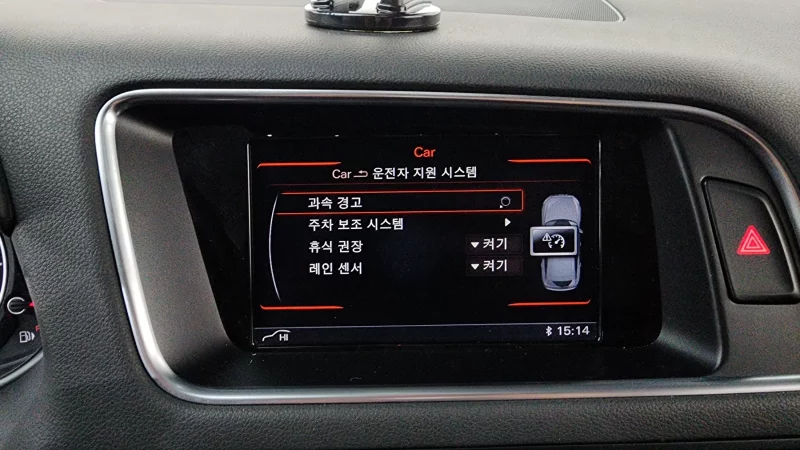 Car
Car 운전자 지원 시스템
과속 경고
주차 보조 시스템
휴식 권장 켜기
레인 센서 켜기
HI 15:14